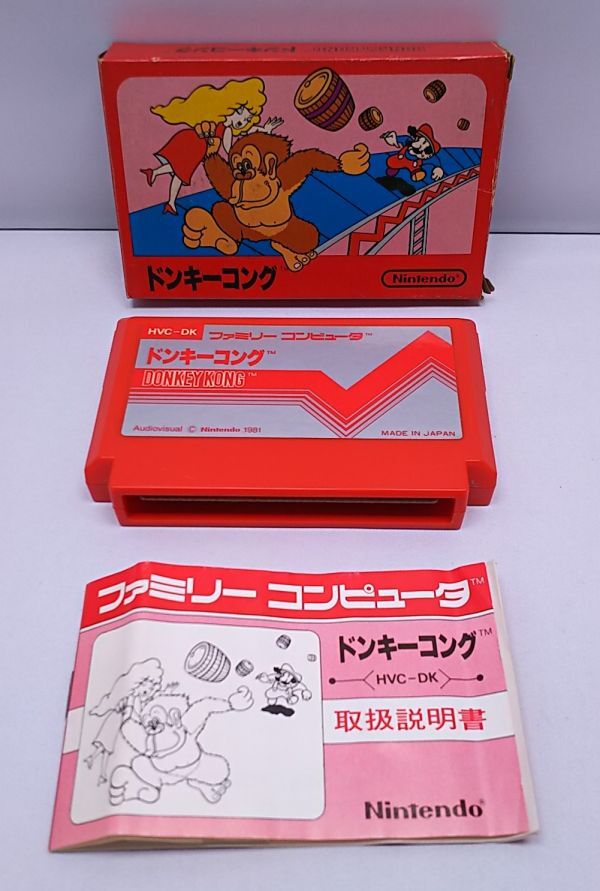 ドンキーコング
Nintendo®
HVC-DK ファミリー コンピュータ™
ドンキーコング™
DONKEY KONG™
Audiovisual © Nintendo 1981
MADE IN JAPAN
ファミリー コンピュータ™
ドンキーコング™
HVC-DK
取扱説明書
Nintendo®